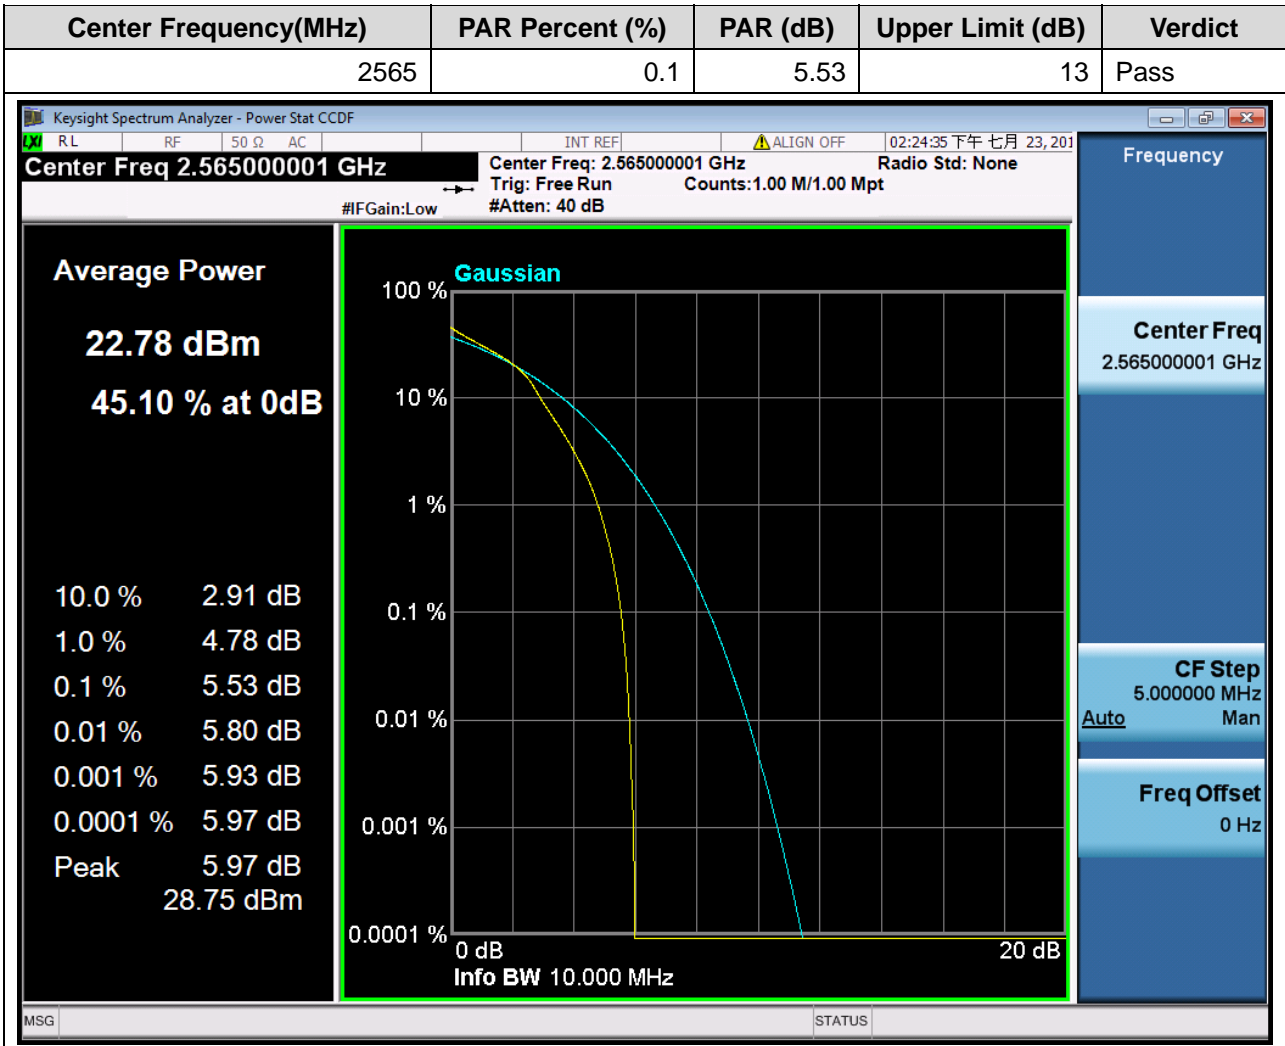 Center Frequency(MHz) PAR Percent (%) PAR (dB) Upper Limit (dB) Verdict
2565 0.1 5.53 13 Pass
Keysight Spectrum Analyzer - Power Stat CCDF
LXI RL RF 50 Ω AC INT REF ALIGN OFF 02:24:35 下午 七月 23, 201
Center Freq 2.565000001 GHz
Center Freq: 2.565000001 GHz Radio Std: None
Trig: Free Run Counts:1.00 M/1.00 Mpt
#IFGain:Low #Atten: 40 dB
Frequency
Average Power
22.78 dBm
45.10 % at 0dB
10.0 % 2.91 dB
1.0 % 4.78 dB
0.1 % 5.53 dB
0.01 % 5.80 dB
0.001 % 5.93 dB
0.0001 % 5.97 dB
Peak 5.97 dB
28.75 dBm
Gaussian
100 %
10 %
1 %
0.1 %
0.01 %
0.001 %
0.0001 %
0 dB 20 dB
Info BW 10.000 MHz
Center Freq
2.565000001 GHz
CF Step
5.000000 MHz
Auto Man
Freq Offset
0 Hz
MSG STATUS